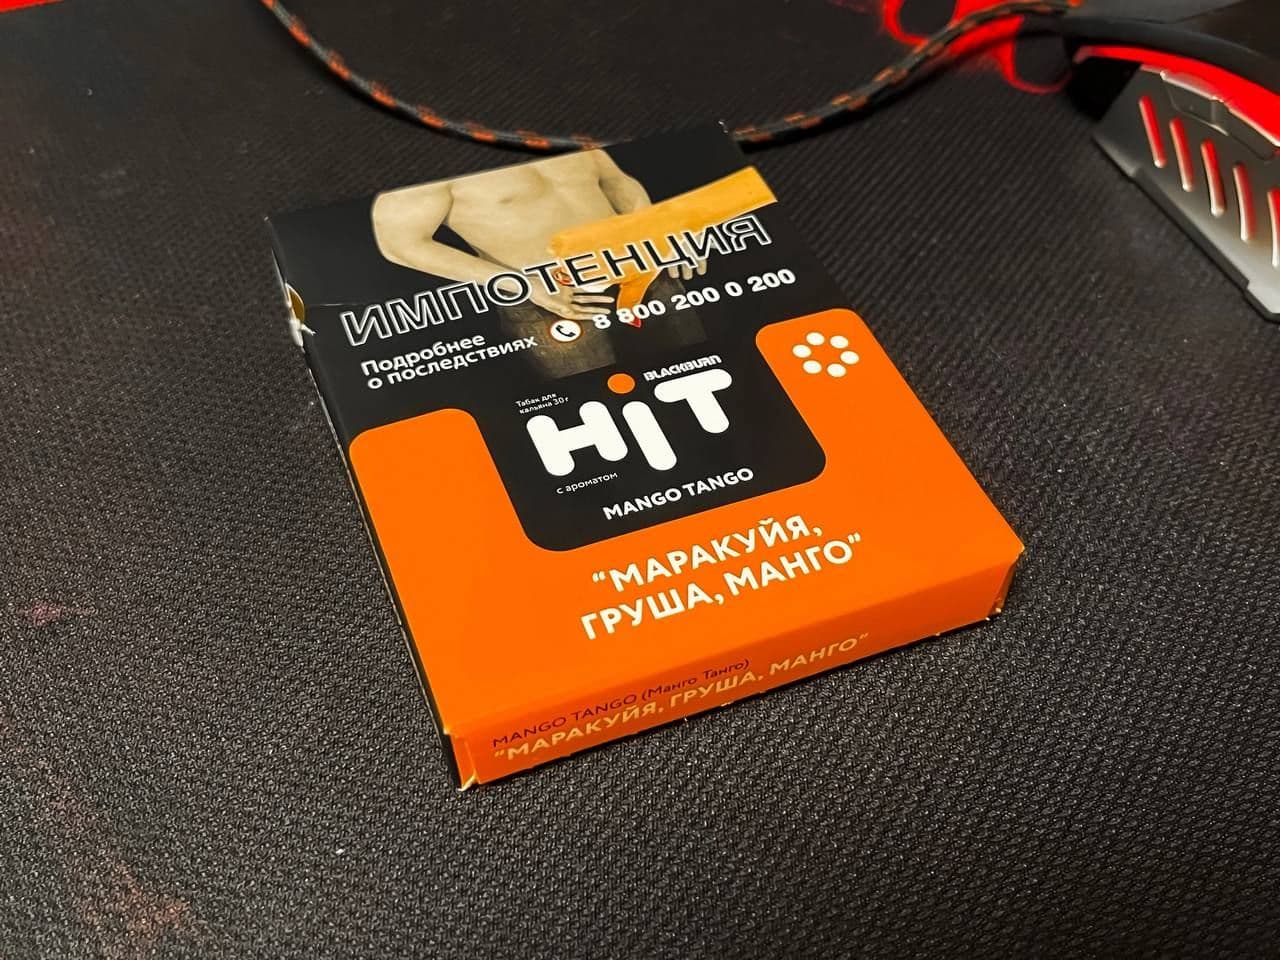 ИМПОТЕНЦИЯ
Подробнее
о последствиях
8 800 200 0 200
BLACKBURN
Табак для
кальяна 30 г
HiT
с ароматом
MANGO TANGO
“МАРАКУЙЯ,
ГРУША, МАНГО”
MANGO TANGO (Манго Танго)
“МАРАКУЙЯ, ГРУША, МАНГО”